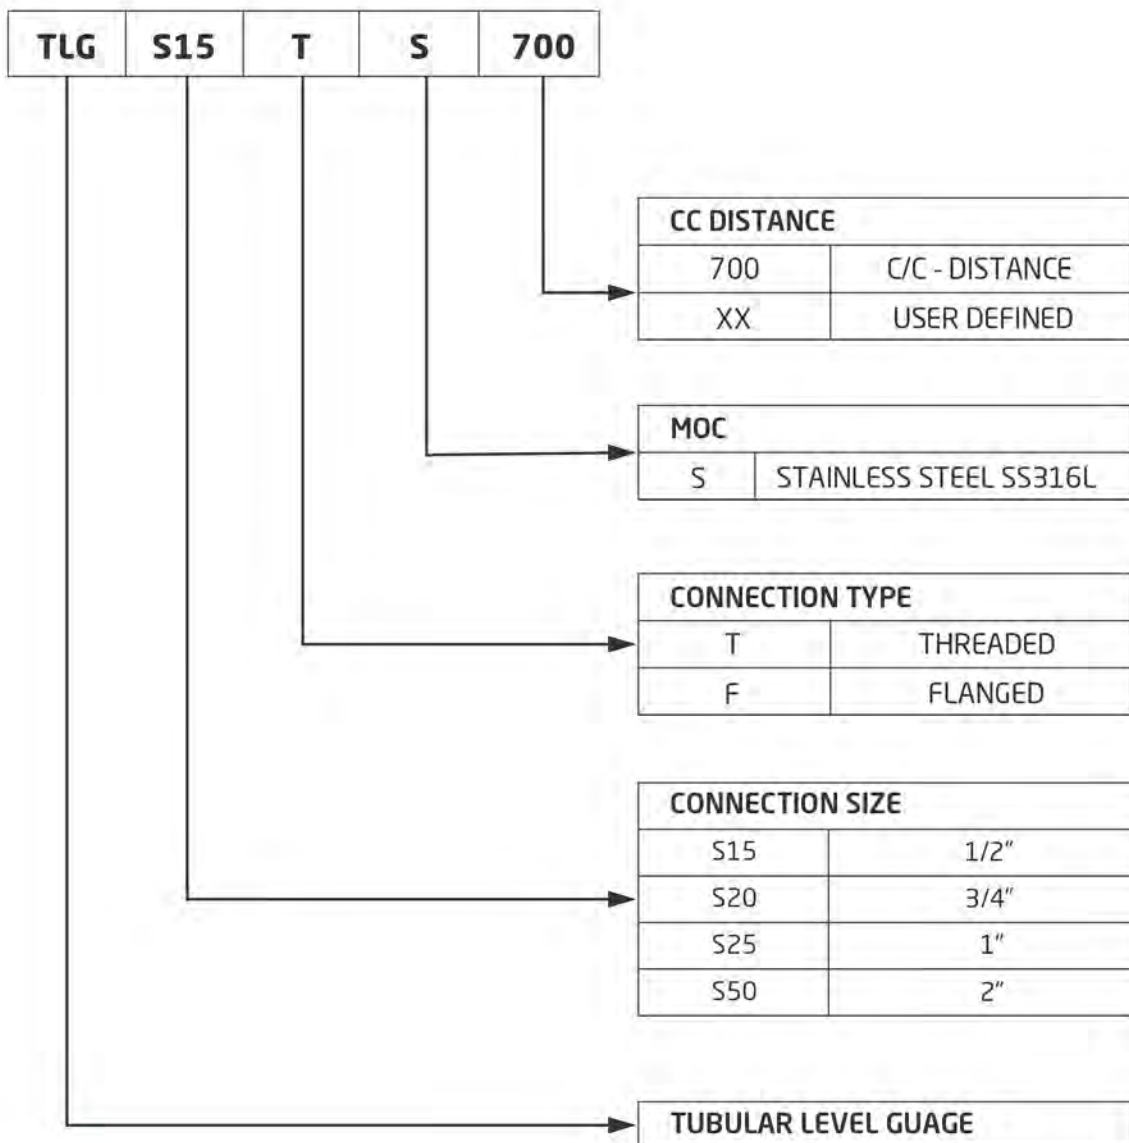 TLG S15 T S 700
CC DISTANCE
700 C/C - DISTANCE
XX USER DEFINED
MOC
S STAINLESS STEEL SS316L
CONNECTION TYPE
T THREADED
F FLANGED
CONNECTION SIZE
S15 1/2"
S20 3/4"
S25 1"
S50 2"
TUBULAR LEVEL GUAGE